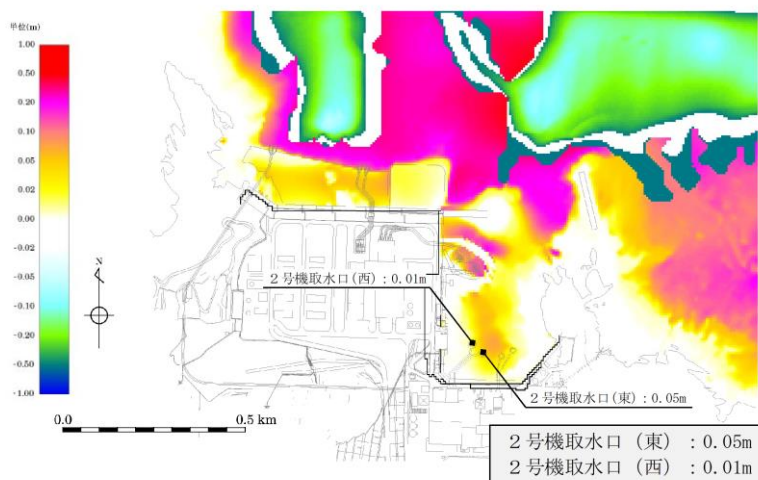 単位(m)
1.00
0.50
0.20
0.10
0.05
0.02
0.00
-0.02
-0.05
-0.10
-0.20
-0.50
-1.00
N
2号機取水口(西)：0.01m
2号機取水口(東)：0.05m
0.0 0.5 km
2号機取水口（東）：0.05m
2号機取水口（西）：0.01m